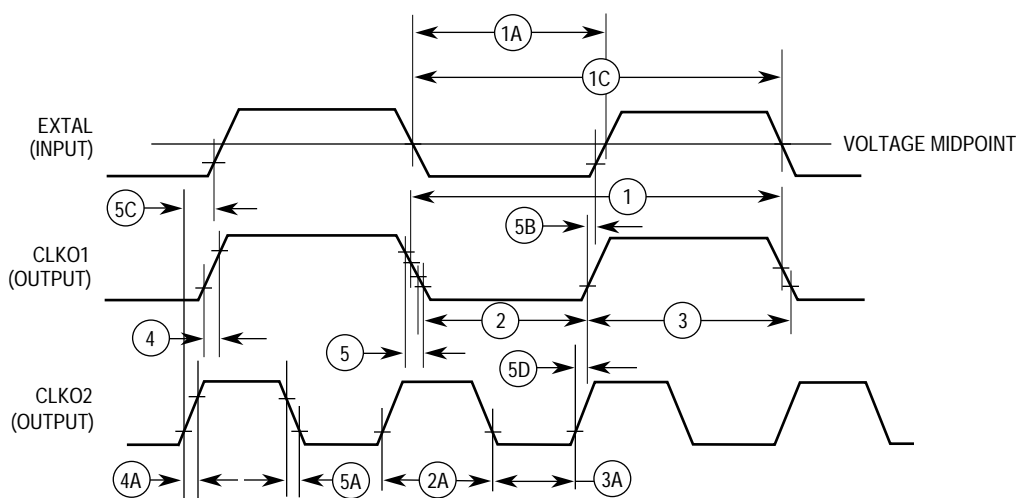 1A
1C
EXTAL
(INPUT)
VOLTAGE MIDPOINT
5C
1
5B
CLKO1
(OUTPUT)
2
3
4
5
5D
CLKO2
(OUTPUT)
4A
5A
2A
3A